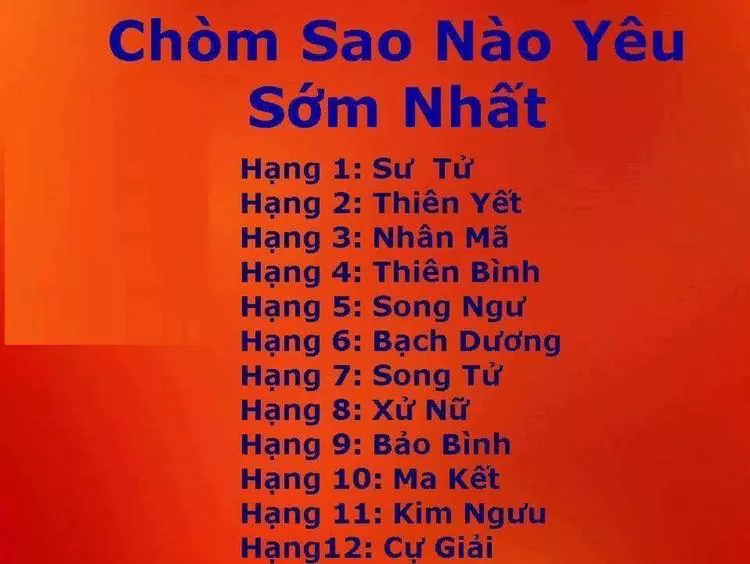 Chòm Sao Nào Yêu
Sớm Nhất
Hạng 1: Sư Tử
Hạng 2: Thiên Yết
Hạng 3: Nhân Mã
Hạng 4: Thiên Bình
Hạng 5: Song Ngư
Hạng 6: Bạch Dương
Hạng 7: Song Tử
Hạng 8: Xử Nữ
Hạng 9: Bảo Bình
Hạng 10: Ma Kết
Hạng 11: Kim Ngưu
Hạng12: Cự Giải